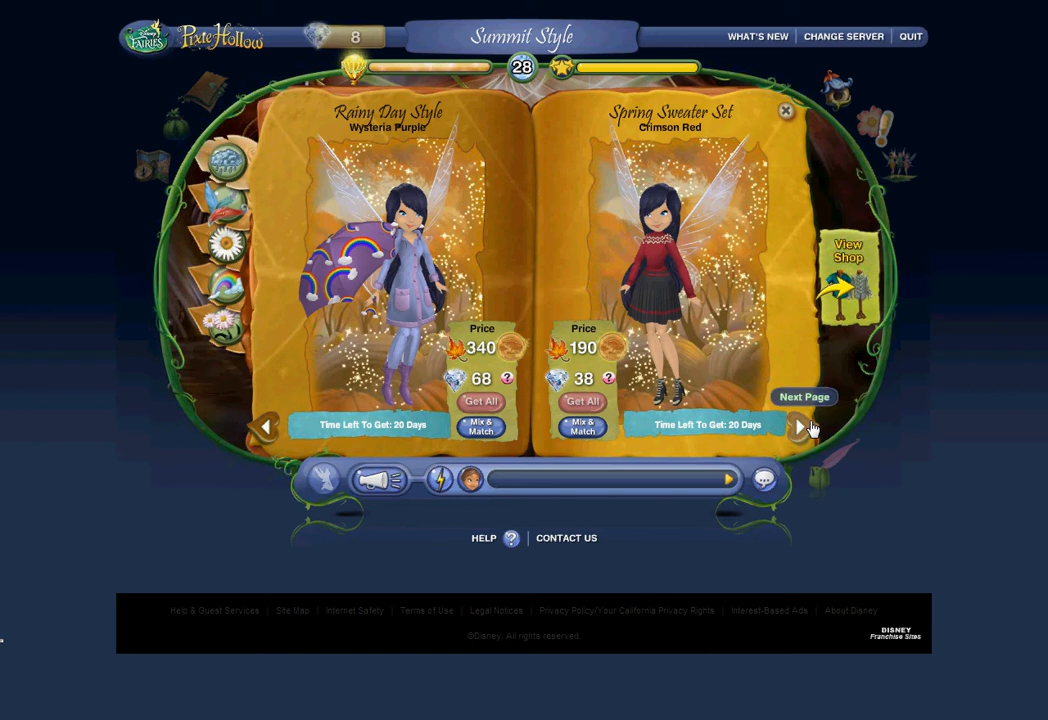 Disney
FAIRIES
Pixie Hollow
8
Summit Style
WHAT'S NEW | CHANGE SERVER | QUIT
28
Rainy Day Style
Wysteria Purple
Spring Sweater Set
Crimson Red
View
Shop
Price
340
68
?
Get All
Mix &
Match
Price
190
38
?
Get All
Mix &
Match
Next Page
Time Left To Get: 20 Days
Time Left To Get: 20 Days
HELP ? | CONTACT US
Help & Guest Services | Site Map | Internet Safety | Terms of Use | Legal Notices | Privacy Policy/Your California Privacy Rights | Interest-Based Ads | About Disney
©Disney. All rights reserved.
DISNEY
Franchise Sites